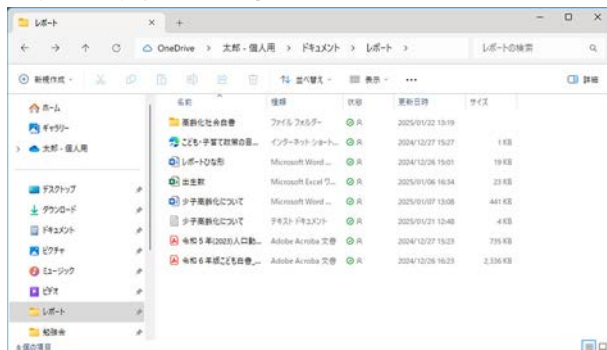 レポート
OneDrive > 太郎 - 個人用 > ドキュメント > レポート >
レポートの検索
新規作成
並べ替え
表示
詳細
ホーム
ギャラリー
太郎 - 個人用
デスクトップ
ダウンロード
ドキュメント
ピクチャ
ミュージック
ビデオ
レポート
勉強会
名前 種類 状態 更新日時 サイズ
高齢化社会白書 ファイル フォルダー 2025/01/22 13:19
こども・子育て政策の目... インターネット ショート... 2024/12/27 15:27 1 KB
レポートひな形 Microsoft Word ... 2024/12/26 15:01 19 KB
出生数 Microsoft Excel ワ... 2025/01/06 16:34 23 KB
少子高齢化について Microsoft Word ... 2025/01/07 13:08 441 KB
少子高齢化について テキスト ドキュメント 2025/01/21 12:48 4 KB
令和5年(2023)人口動... Adobe Acroba 文書 2024/12/27 15:23 735 KB
令和6年版こども白書_... Adobe Acroba 文書 2024/12/26 16:23 2,336 KB
個の項目